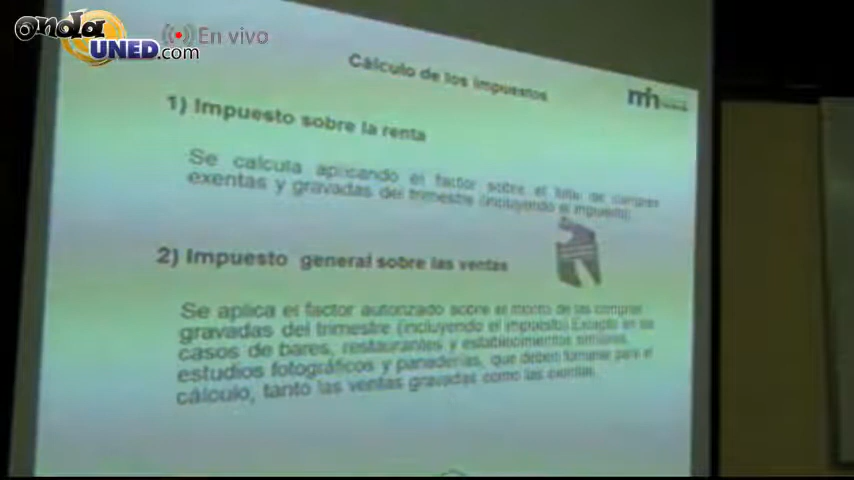 onda
UNED.com
En vivo
Cálculo de los impuestos
mh
1) Impuesto sobre la renta
Se calcula aplicando el factor sobre el total de compras
exentas y gravadas del trimestre (incluyendo el impuesto).
2) Impuesto general sobre las ventas
Se aplica el factor autorizado sobre el monto de las compras
gravadas del trimestre (incluyendo el impuesto) Excepto en los
casos de bares, restaurantes y establecimientos similares,
estudios fotográficos y panaderías, que deben tomarse para el
cálculo, tanto las ventas gravadas como las exentas.